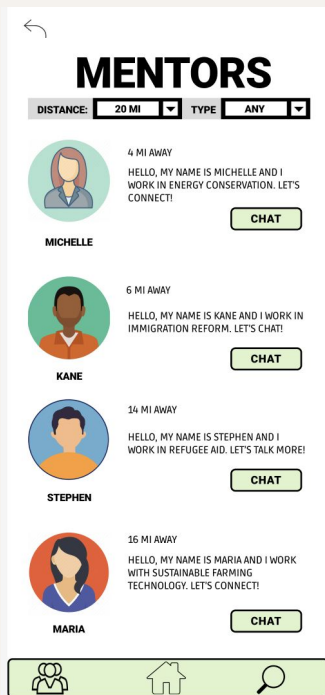 MENTORS
DISTANCE: 20 MI TYPE ANY
4 MI AWAY
HELLO, MY NAME IS MICHELLE AND I
WORK IN ENERGY CONSERVATION. LET'S
CONNECT!
CHAT
MICHELLE
6 MI AWAY
HELLO, MY NAME IS KANE AND I WORK IN
IMMIGRATION REFORM. LET'S CHAT!
CHAT
KANE
14 MI AWAY
HELLO, MY NAME IS STEPHEN AND I
WORK IN REFUGEE AID. LET'S TALK MORE!
CHAT
STEPHEN
16 MI AWAY
HELLO, MY NAME IS MARIA AND I WORK
WITH SUSTAINABLE FARMING
TECHNOLOGY. LET'S CONNECT!
CHAT
MARIA